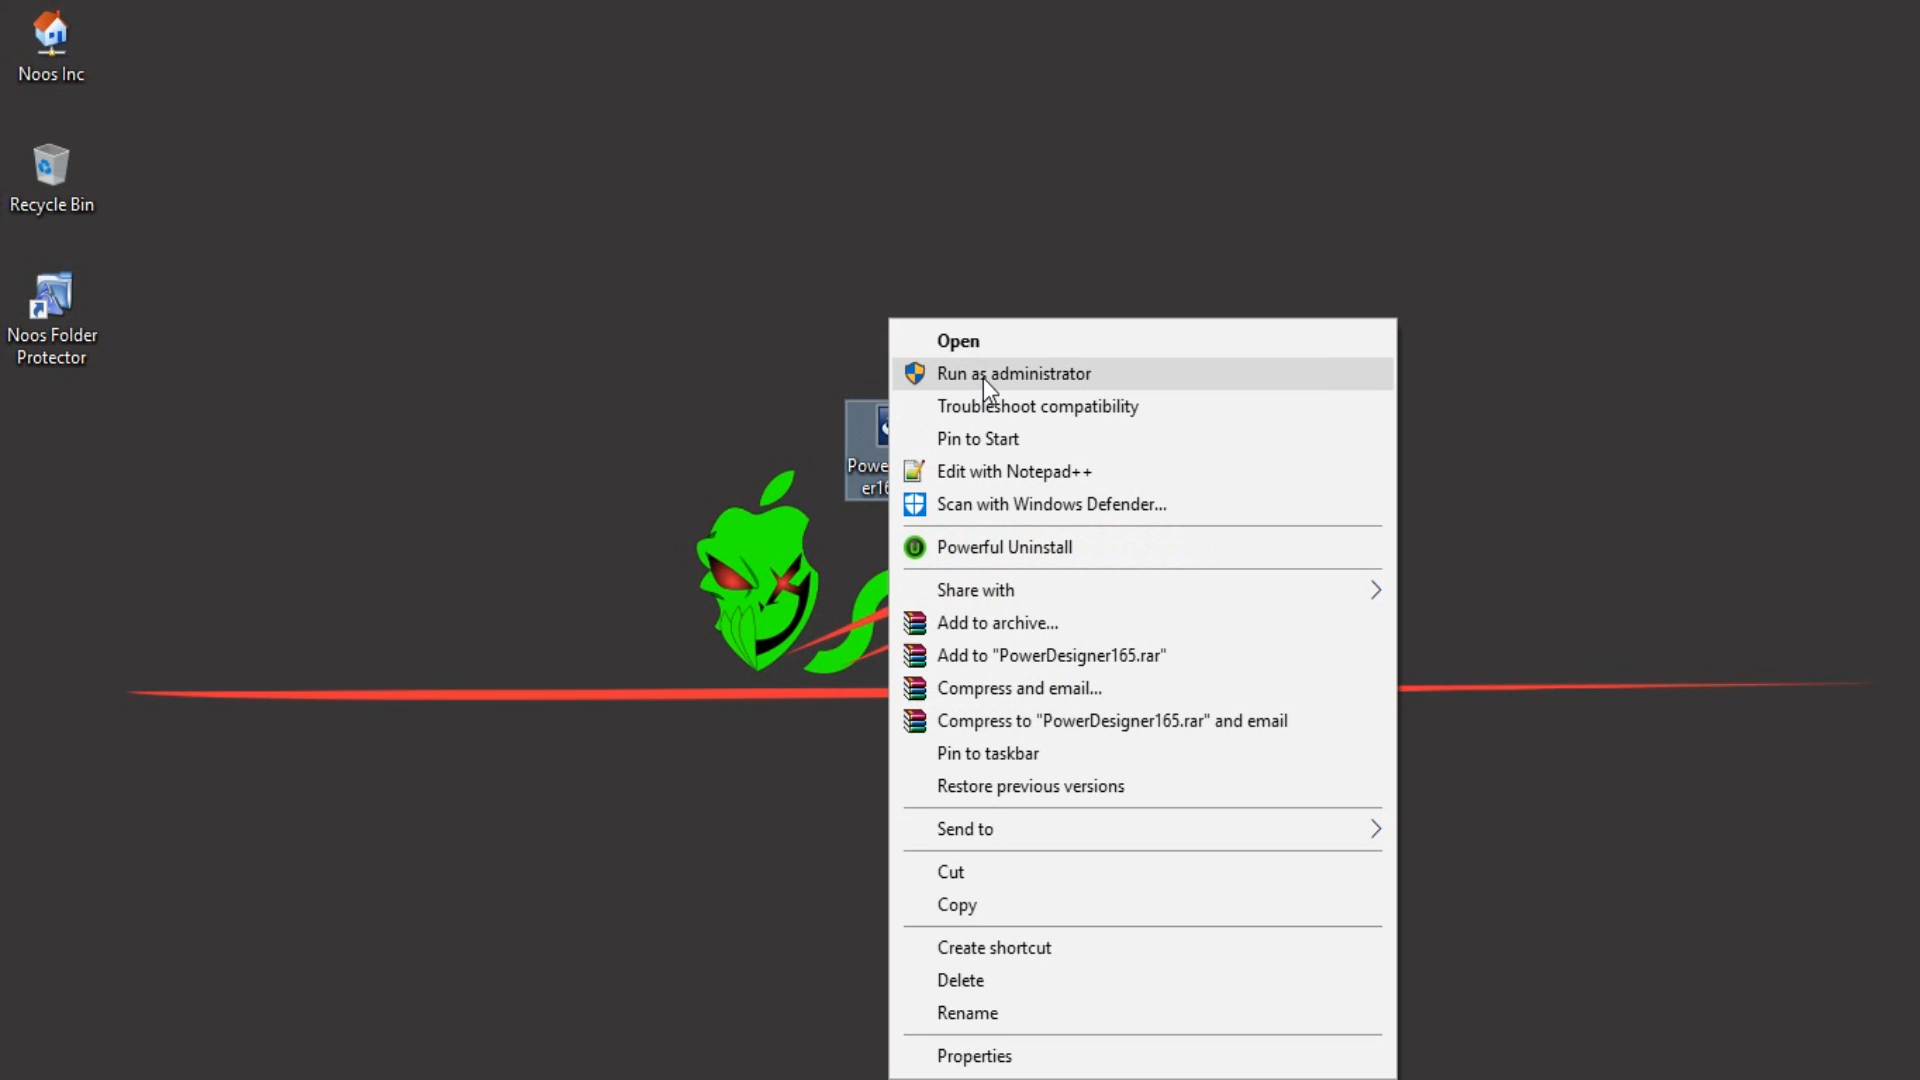 Noos Inc
Recycle Bin
Noos Folder
Protector
Powe
er16
Open
Run as administrator
Troubleshoot compatibility
Pin to Start
Edit with Notepad++
Scan with Windows Defender...
Powerful Uninstall
Share with
Add to archive...
Add to "PowerDesigner165.rar"
Compress and email...
Compress to "PowerDesigner165.rar" and email
Pin to taskbar
Restore previous versions
Send to
Cut
Copy
Create shortcut
Delete
Rename
Properties